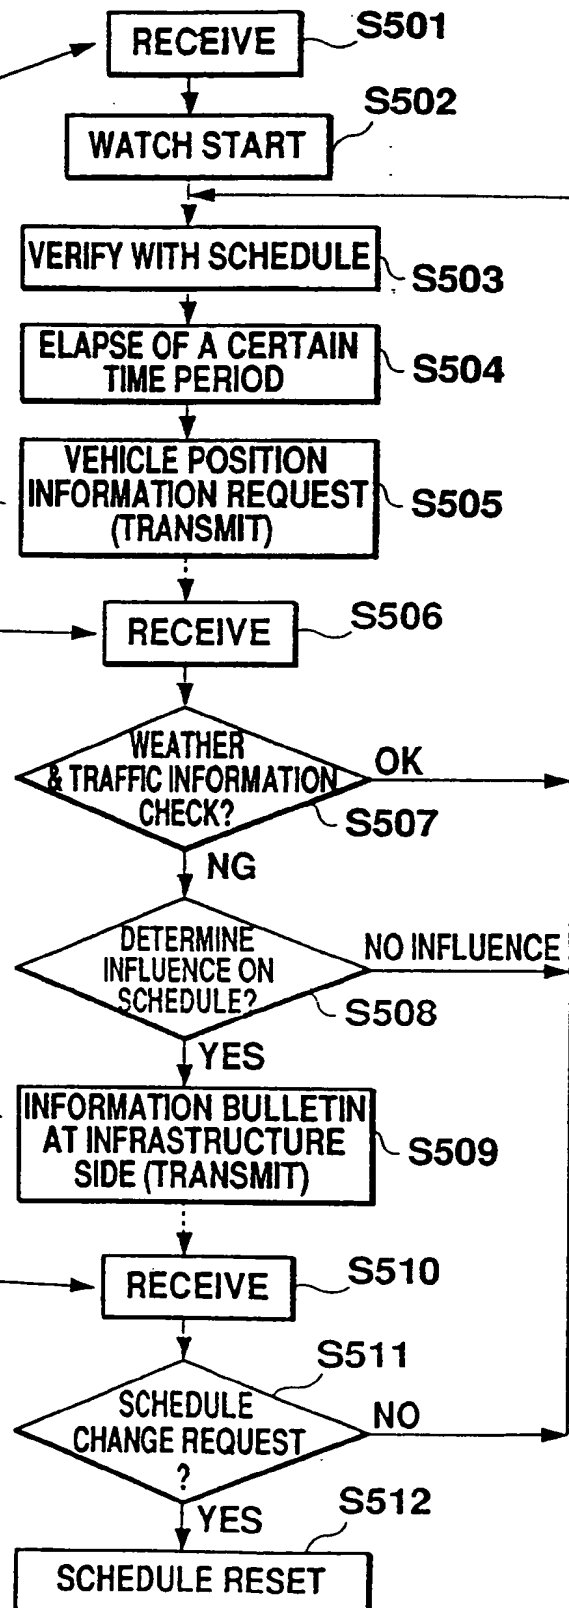 RECEIVE
S501
S502
WATCH START
VERIFY WITH SCHEDULE
S503
ELAPSE OF A CERTAIN
TIME PERIOD
S504
VEHICLE POSITION
INFORMATION REQUEST
(TRANSMIT)
S505
RECEIVE
S506
WEATHER
& TRAFFIC INFORMATION
CHECK?
OK
S507
NG
DETERMINE
INFLUENCE ON
SCHEDULE?
NO INFLUENCE
S508
YES
INFORMATION BULLETIN
AT INFRASTRUCTURE
SIDE (TRANSMIT)
S509
RECEIVE
S510
S511
SCHEDULE
CHANGE REQUEST
?
NO
YES
S512
SCHEDULE RESET